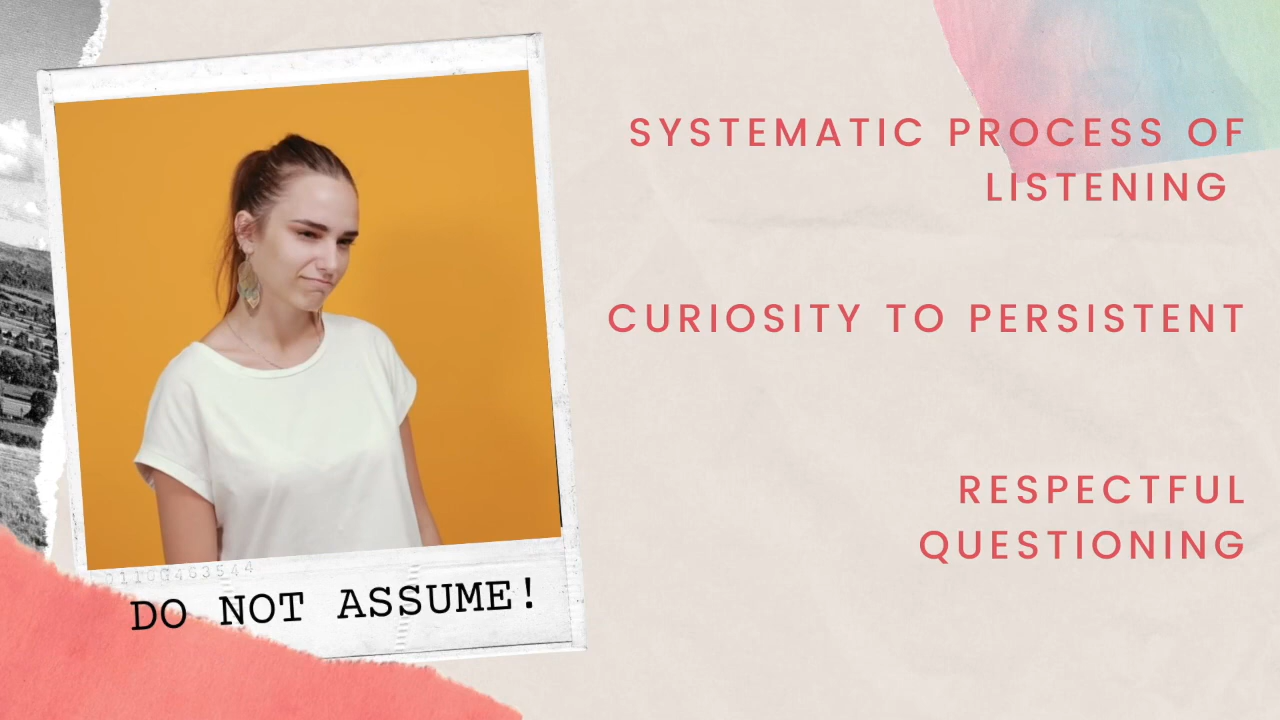 SYSTEMATIC PROCESS OF
LISTENING
CURIOSITY TO PERSISTENT
RESPECTFUL
QUESTIONING
DO NOT ASSUME!